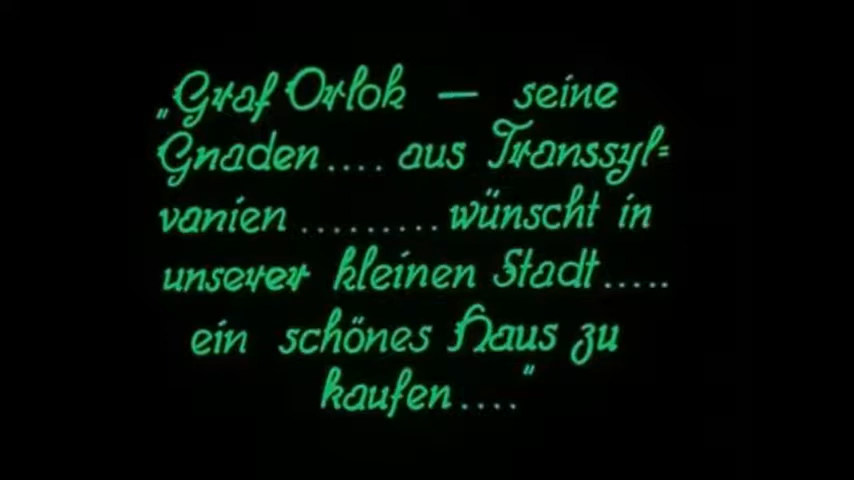 „Graf Orlok — seine
Gnaden.... aus Transsyl=
vanien ......... wünscht in
unserer kleinen Stadt.....
ein schönes Haus zu
kaufen...."